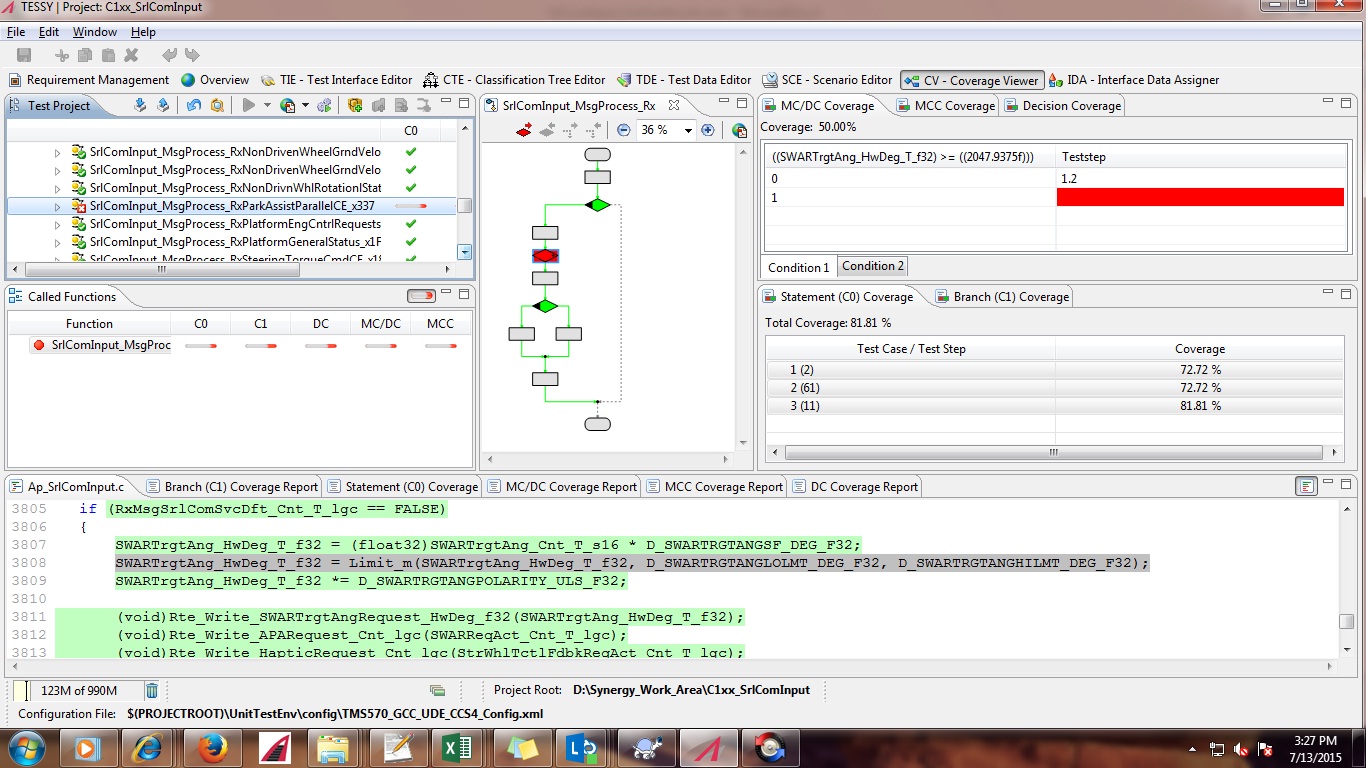 TESSY | Project: C1xx_SrlComInput
File Edit Window Help
Requirement Management Overview TIE - Test Interface Editor CTE - Classification Tree Editor TDE - Test Data Editor SCE - Scenario Editor CV - Coverage Viewer IDA - Interface Data Assigner
Test Project
C0
SrlComInput_MsgProcess_RxNonDrivenWheelGrndVelo
SrlComInput_MsgProcess_RxNonDrivenWheelGrndVelo
SrlComInput_MsgProcess_RxNonDrivnWhlRotationlStat
SrlComInput_MsgProcess_RxParkAssistParallelCE_x337
SrlComInput_MsgProcess_RxPlatformEngCntrlRequests
SrlComInput_MsgProcess_RxPlatformGeneralStatus_x1F
SrlComInput_MsgProcess_RxSteeringTorqueCmdCE_x18
Called Functions
Function C0 C1 DC MC/DC MCC
SrlComInput_MsgProc
SrlComInput_MsgProcess_Rx
36 %
MC/DC Coverage MCC Coverage Decision Coverage
Coverage: 50.00%
((SWARTrgtAng_HwDeg_T_f32) >= ((2047.9375f))) Teststep
0 1.2
1
Condition 1 Condition 2
Statement (C0) Coverage Branch (C1) Coverage
Total Coverage: 81.81 %
Test Case / Test Step Coverage
1 (2) 72.72 %
2 (61) 72.72 %
3 (11) 81.81 %
Ap_SrlComInput.c Branch (C1) Coverage Report Statement (C0) Coverage MC/DC Coverage Report MCC Coverage Report DC Coverage Report
3805 if (RxMsgSrlComSvcDft_Cnt_T_lgc == FALSE)
3806 {
3807 SWARTrgtAng_HwDeg_T_f32 = (float32)SWARTrgtAng_Cnt_T_s16 * D_SWARTRGTANGSF_DEG_F32;
3808 SWARTrgtAng_HwDeg_T_f32 = Limit_m(SWARTrgtAng_HwDeg_T_f32, D_SWARTRGTANGLOLMT_DEG_F32, D_SWARTRGTANGHILMT_DEG_F32);
3809 SWARTrgtAng_HwDeg_T_f32 *= D_SWARTRGTANGPOLARITY_ULS_F32;
3810
3811 (void)Rte_Write_SWARTrgtAngRequest_HwDeg_f32(SWARTrgtAng_HwDeg_T_f32);
3812 (void)Rte_Write_APARequest_Cnt_lgc(SWARReqAct_Cnt_T_lgc);
3813 (void)Rte_Write_HapticRequest_Cnt_lgc(StrWhlTctlFdbkReqAct_Cnt_T_lgc);
123M of 990M Project Root: D:\Synergy_Work_Area\C1xx_SrlComInput
Configuration File: $(PROJECTROOT)\UnitTestEnv\config\TMS570_GCC_UDE_CCS4_Config.xml
3:27 PM
7/13/2015